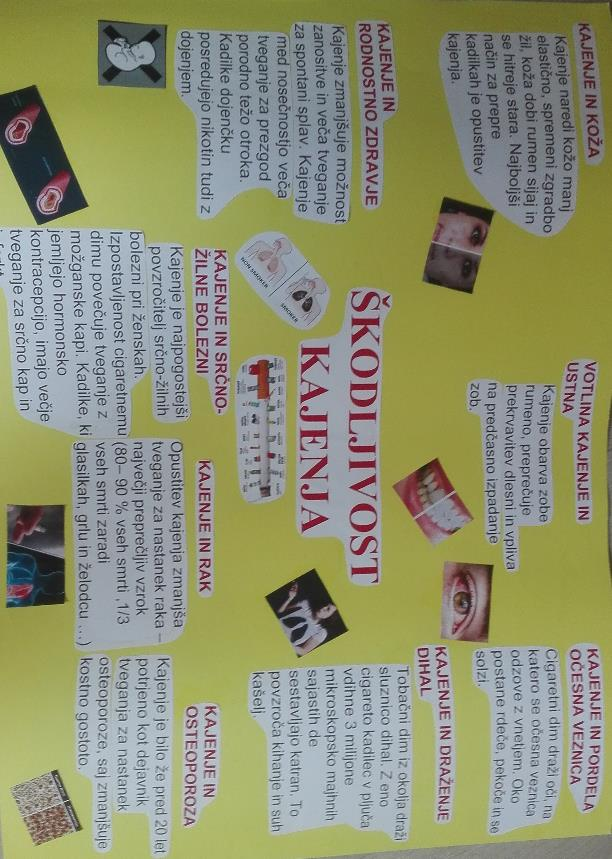 ŠKODLJIVOST
KAJENJA
KAJENJE IN KOŽA
Kajenje naredi kožo manj
elastično, spremeni zgradbo
žil, koža dobi rumen sijaj in
se hitreje stara. Najboljši
način za prepre
kadilkah je opustitev
kajenja.
VOTLINA KAJENJE IN
USTNA
Kajenje obarva zobe
rumeno, preprečuje
prekrvavitev dlesni in vpliva
na predčasno izpadanje
zob.
KAJENJE IN PORDELA
OČESNA VEZNICA
Cigaretni dim draži oči, na
katero se očesna veznica
odzove z vnetjem. Oko
postane rdeče, pekoče in se
solzi.
KAJENJE IN
RODNOSTNO ZDRAVJE
Kajenje zmanjšuje možnost
zanositve in veča tveganje
za spontani splav. Kajenje
med nosečnostjo veča
tveganje za prezgod
porodno težo otroka.
Kadilke dojenčku
posredujejo nikotin tudi z
dojenjem.
NON SMOKER
SMOKER
KAJENJE IN DRAŽENJE
DIHAL
Tobačni dim iz okolja draži
sluznico dihal. Z eno
cigareto kadilec v pljuča
vdihne 3 milijone
mikroskopsko majhnih
sajastih de
sestavljajo katran. To
povzroča kihanje in suh
kašelj.
KAJENJE IN SRČNO-
ŽILNE BOLEZNI
Kajenje je najpogostejši
povzročitelj srčno-žilnih
bolezni pri ženskah.
Izpostavljenost cigaretnemu
dimu povečuje tveganje z
možganske kapi. Kadilke, ki
jemljejo hormonsko
kontracepcijo, imajo večje
tveganje za srčno kap in
KAJENJE IN RAK
Opustitev kajenja zmanjša
tveganje za nastanek raka –
največji preprečljiv vzrok
(80– 90 % vseh smrti ,1/3
vseh smrti zaradi
glasilkah, grlu in želodcu ...)
KAJENJE IN
OSTEOPOROZA
Kajenje je bilo že pred 20 let
potrjeno kot dejavnik
tveganja za nastanek
osteoporoze, saj zmanjšuje
kostno gostoto.